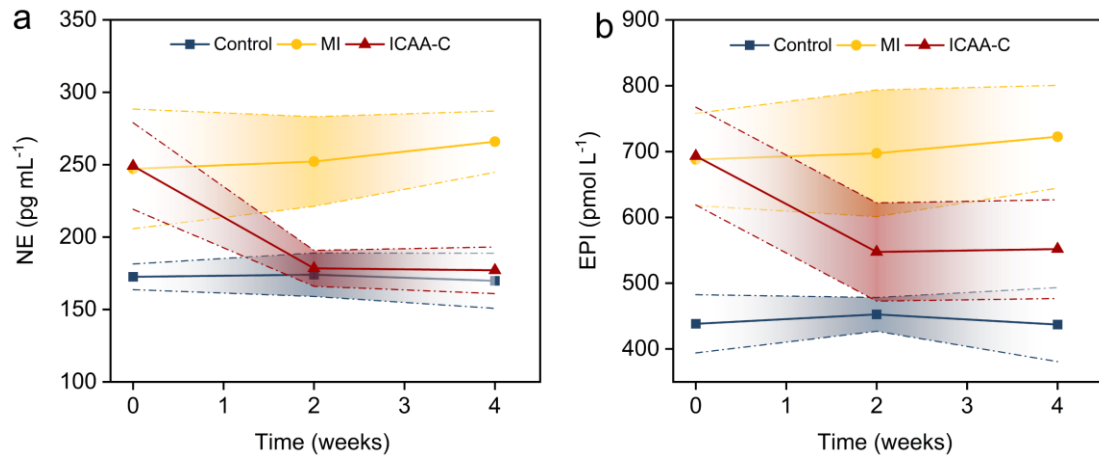 a
Control MI ICAA-C
350
300
250
200
150
100
NE (pg mL⁻¹)
0 1 2 3 4
Time (weeks)
b
Control MI ICAA-C
900
800
700
600
500
400
EPI (pmol L⁻¹)
0 1 2 3 4
Time (weeks)